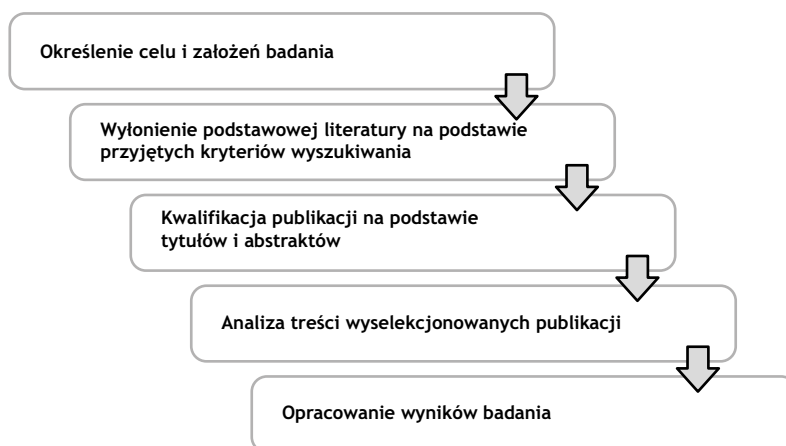 Określenie celu i założeń badania
Wyłonienie podstawowej literatury na podstawie
przyjętych kryteriów wyszukiwania
Kwalifikacja publikacji na podstawie
tytułów i abstraktów
Analiza treści wyselekcjonowanych publikacji
Opracowanie wyników badania